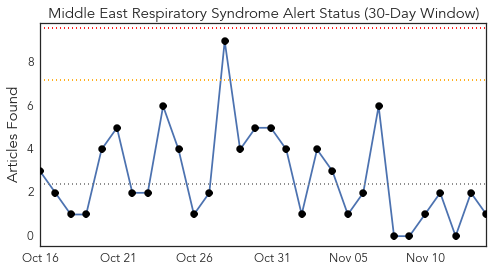 Middle East Respiratory Syndrome Alert Status (30-Day Window)
Articles Found
8
6
4
2
0
Oct 16 Oct 21 Oct 26 Oct 31 Nov 05 Nov 10